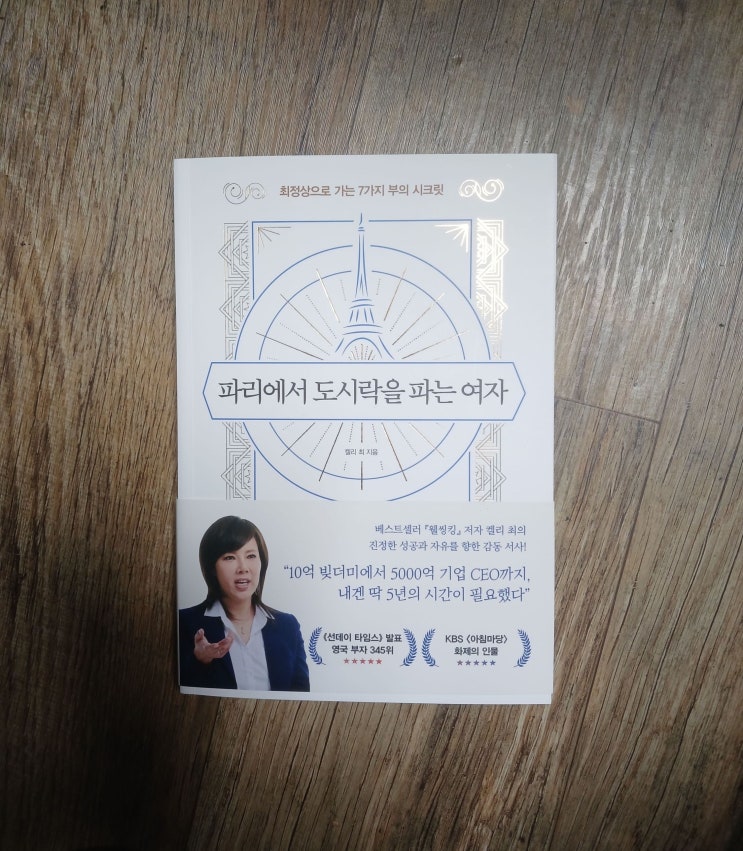 최정상으로 가는 7가지 부의 시크릿
파리에서 도시락을 파는 여자
켈리 최 지음
베스트셀러 『웰씽킹』 저자 켈리 최의
진정한 성공과 자유를 향한 감동 서사!
“10억 빚더미에서 5000억 기업 CEO까지,
내겐 딱 5년의 시간이 필요했다”
《선데이 타임스》 발표
영국 부자 345위
KBS 〈아침마당〉
화제의 인물